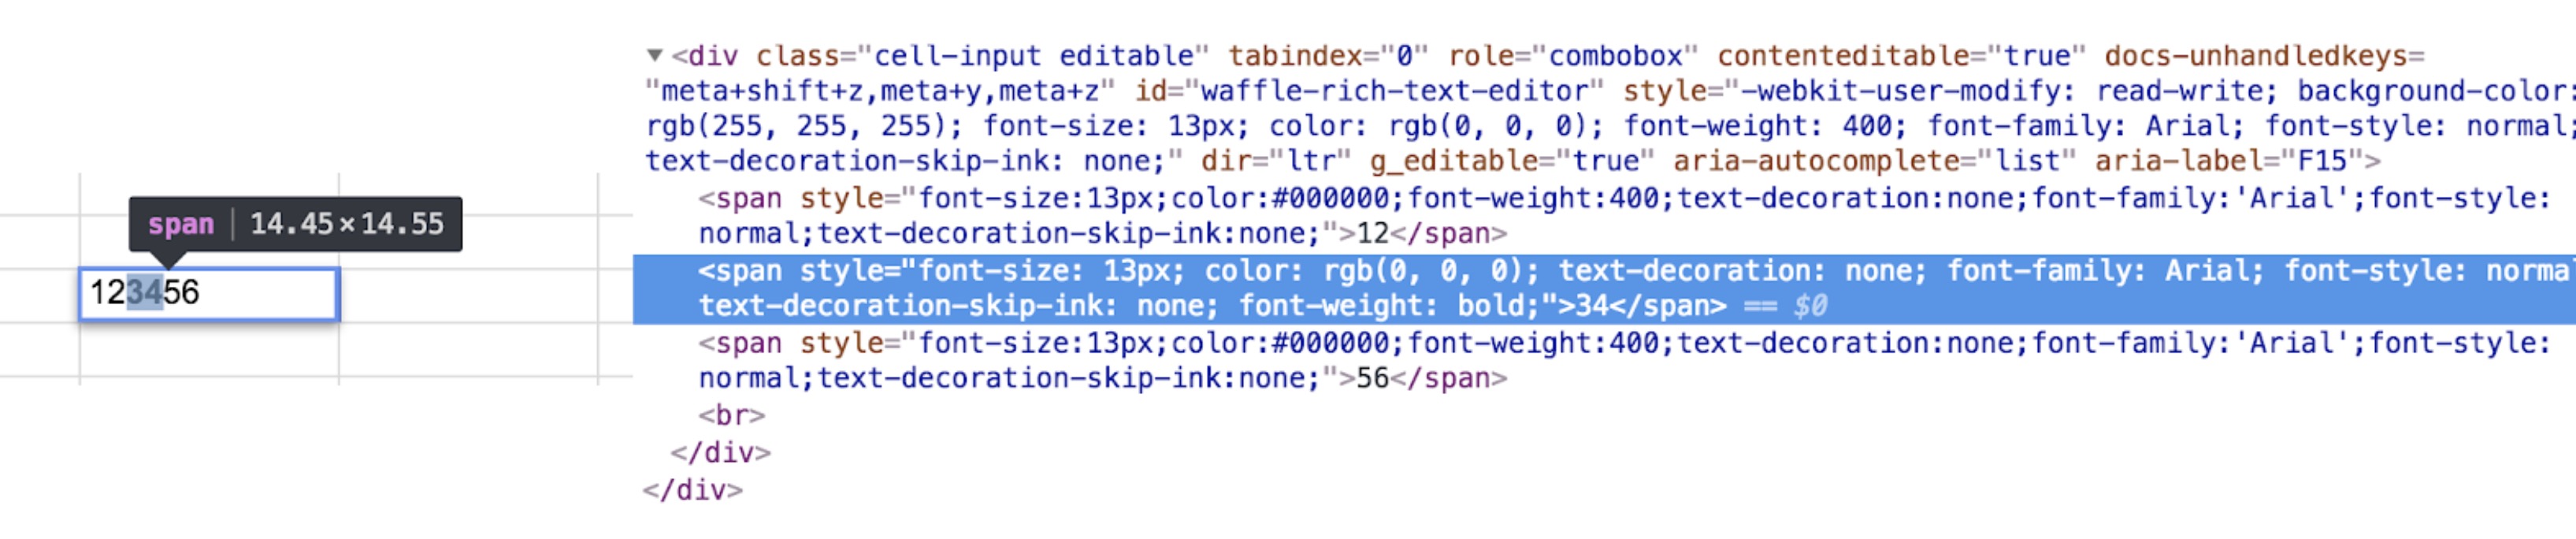 span | 14.45×14.55
123456
▼<div class="cell-input editable" tabindex="0" role="combobox" contenteditable="true" docs-unhandledkeys=
"meta+shift+z,meta+y,meta+z" id="waffle-rich-text-editor" style="-webkit-user-modify: read-write; background-color:
rgb(255, 255, 255); font-size: 13px; color: rgb(0, 0, 0); font-weight: 400; font-family: Arial; font-style: normal;
text-decoration-skip-ink: none;" dir="ltr" g_editable="true" aria-autocomplete="list" aria-label="F15">
<span style="font-size:13px;color:#000000;font-weight:400;text-decoration:none;font-family:'Arial';font-style:
normal;text-decoration-skip-ink:none;">12</span>
<span style="font-size: 13px; color: rgb(0, 0, 0); text-decoration: none; font-family: Arial; font-style: norma
text-decoration-skip-ink: none; font-weight: bold;">34</span> == $0
<span style="font-size:13px;color:#000000;font-weight:400;text-decoration:none;font-family:'Arial';font-style:
normal;text-decoration-skip-ink:none;">56</span>
<br>
</div>
</div>